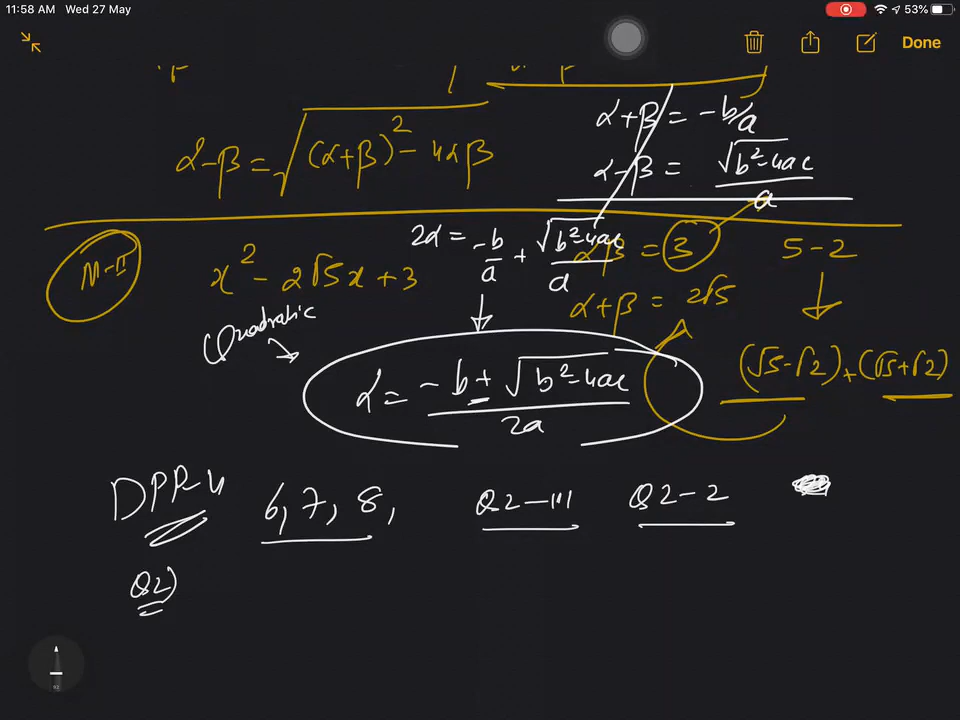 11:58 AM Wed 27 May
53%
Done
α-β = √(α+β)² - 4αβ
α+β = -b/a
α-β = √b²-4ac / a
M-II
x² - 2√5x + 3
2α = -b/a + √b²-4ac / a
αβ = 3
5-2
α+β = 2√5
Quadratic
(√5-√2)+(√5+√2)
α = -b + √b²-4ac / 2a
DPP-4
6, 7, 8,
Q2-111
Q2-2
Q2)